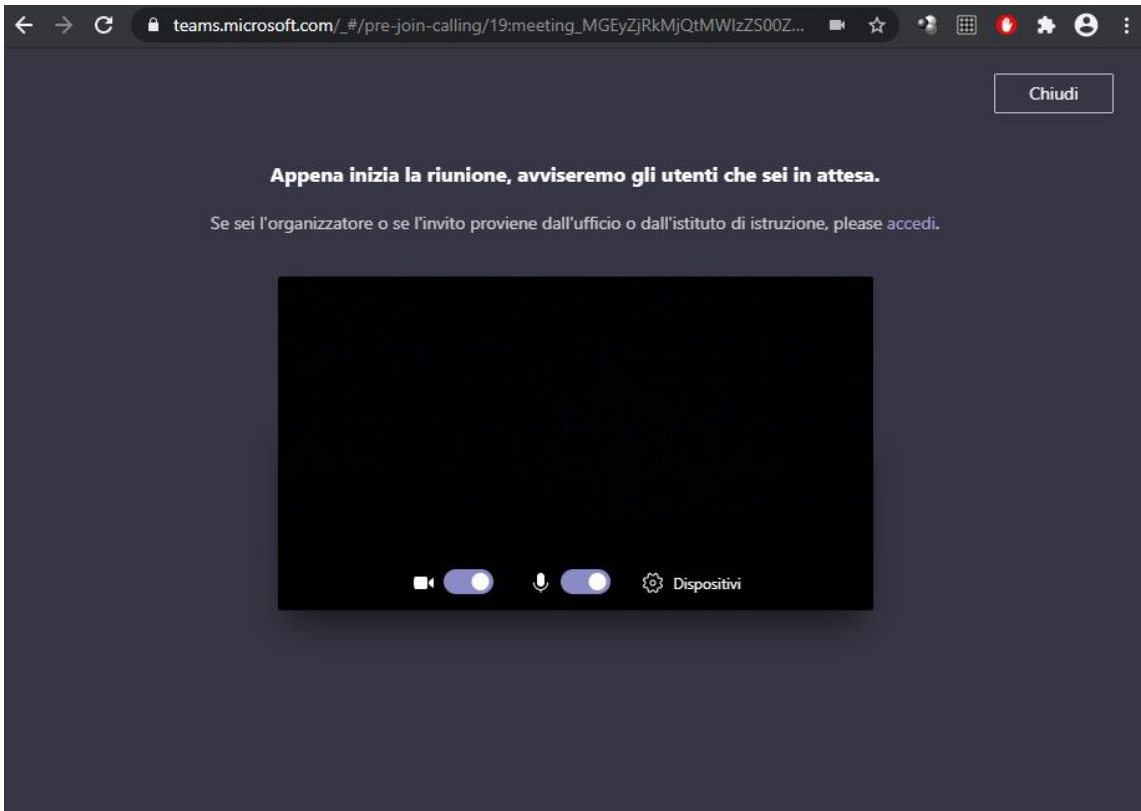 teams.microsoft.com/_#/pre-join-calling/19:meeting_MGEyZjRkMjQtMWIzZS00Z...
Chiudi
Appena inizia la riunione, avviseremo gli utenti che sei in attesa.
Se sei l'organizzatore o se l'invito proviene dall'ufficio o dall'istituto di istruzione, please accedi.
Dispositivi